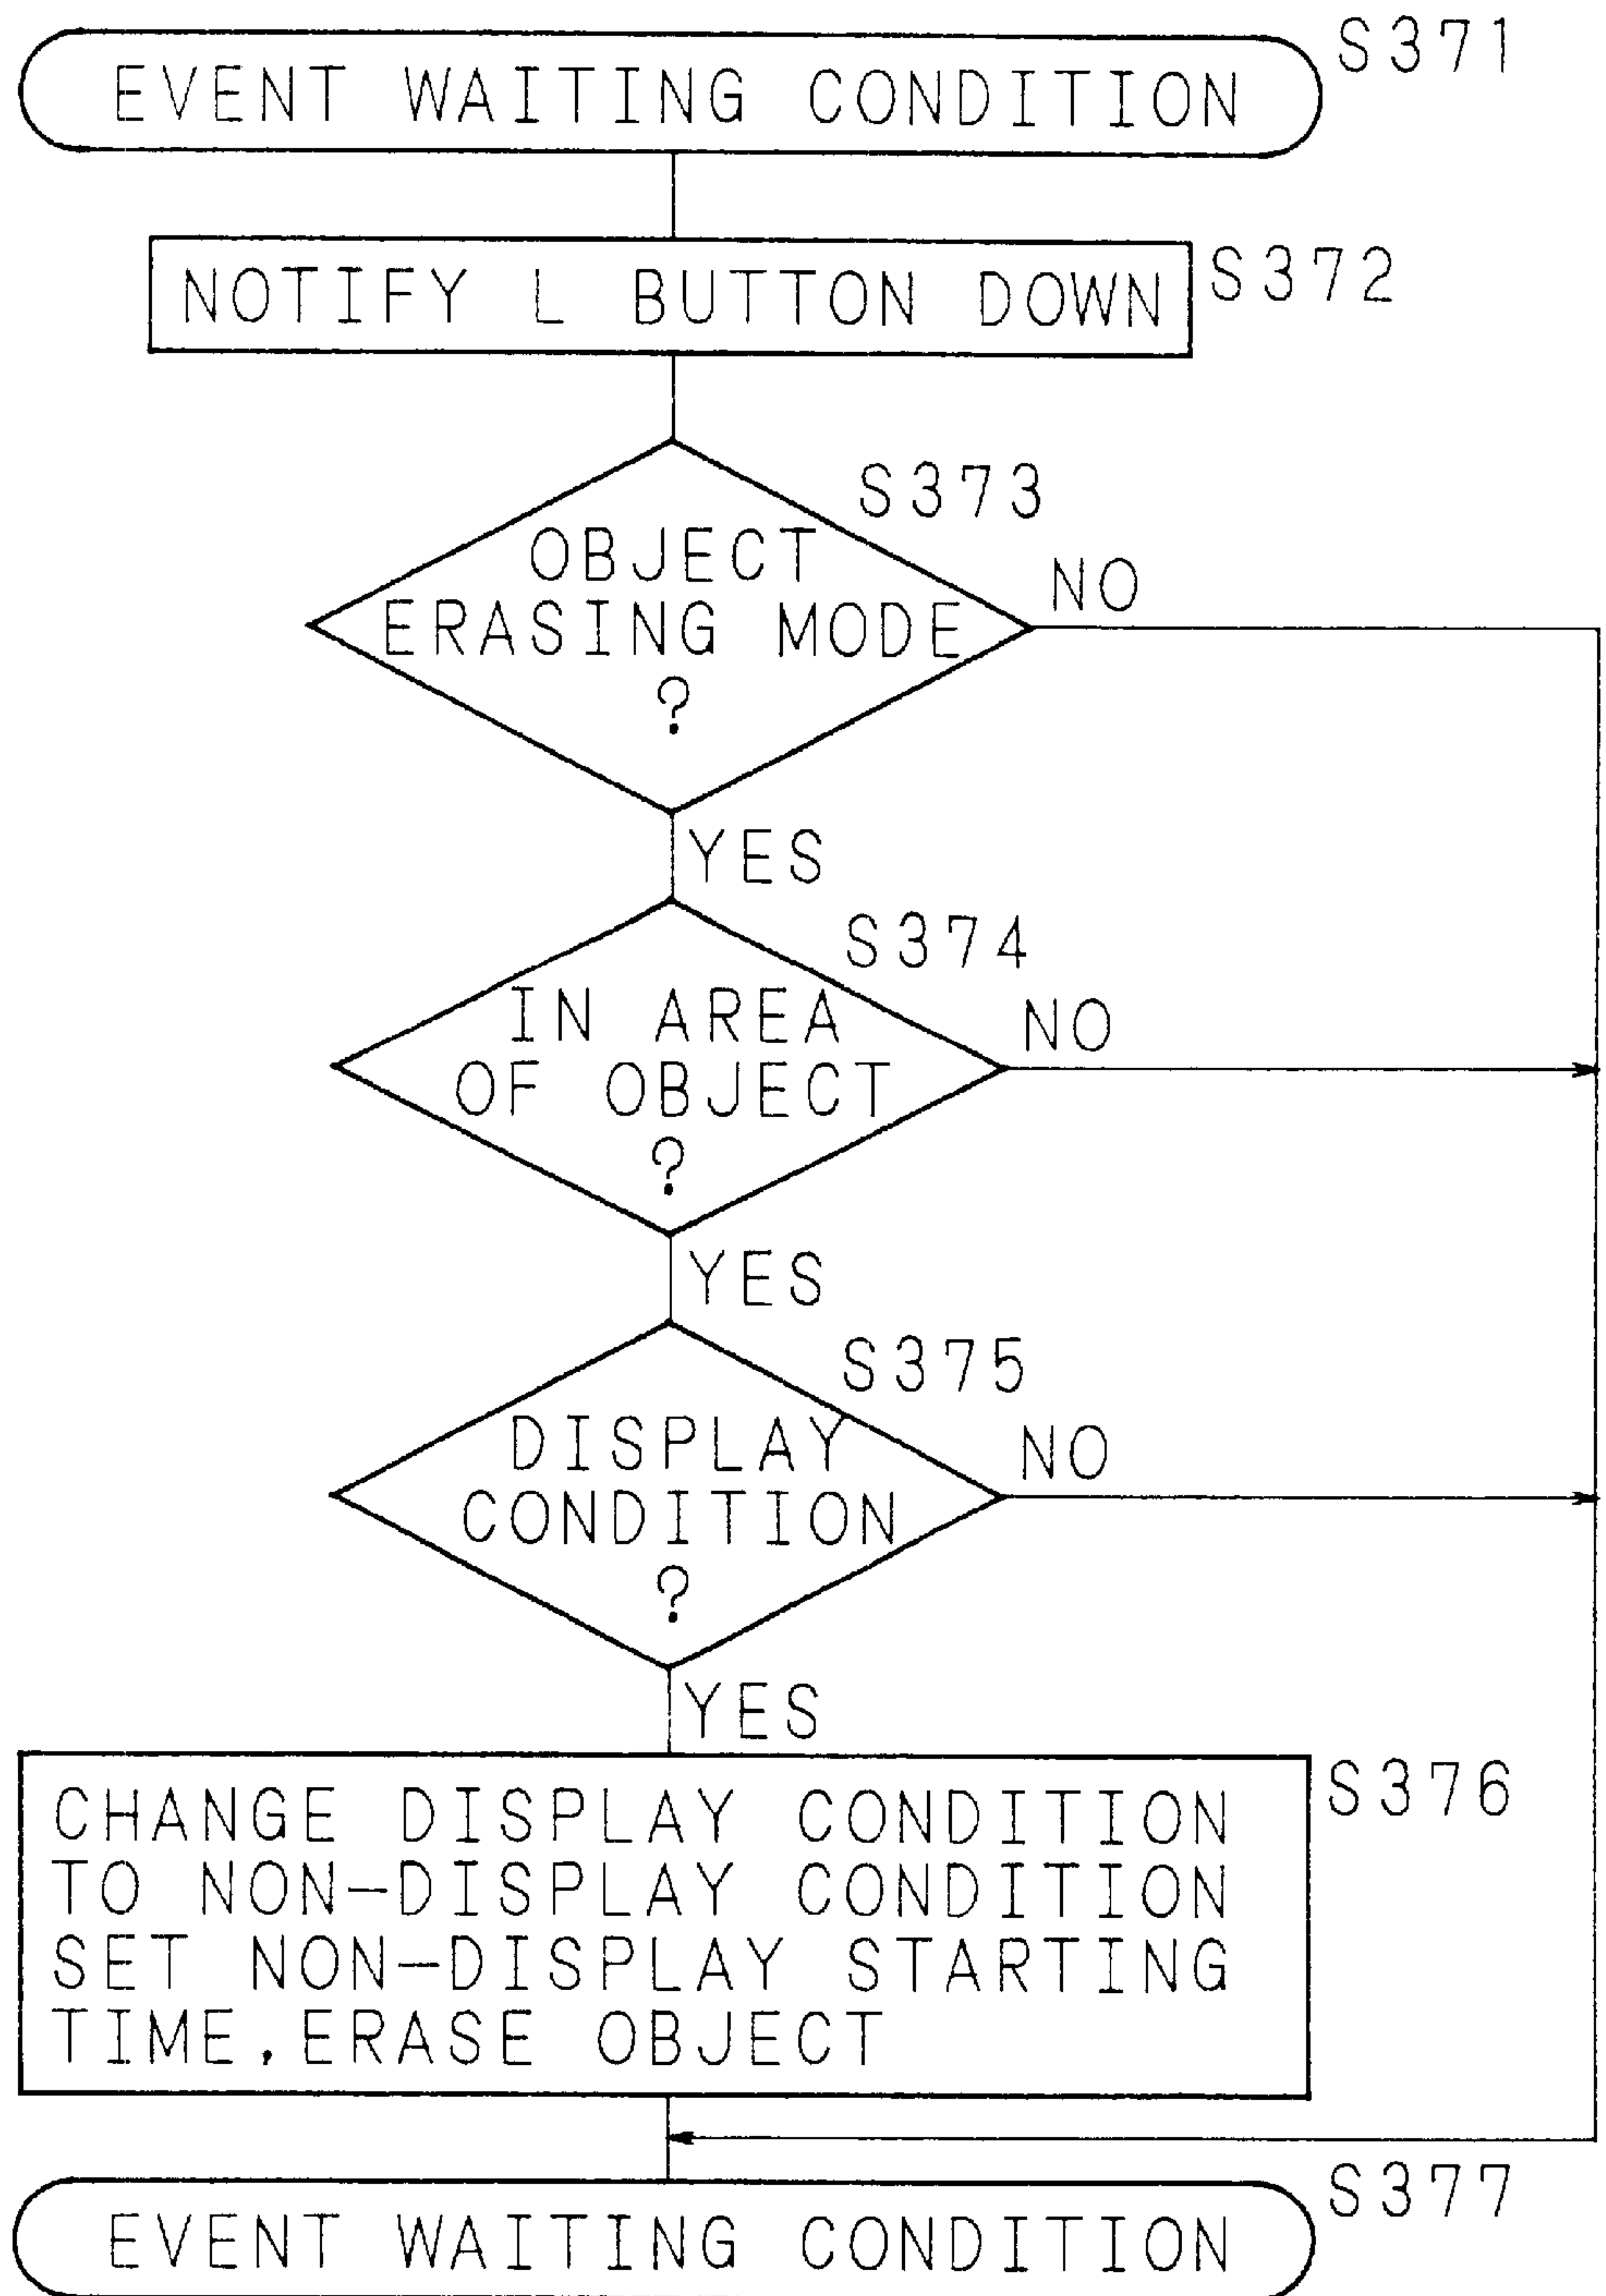 S371
EVENT WAITING CONDITION
NOTIFY L BUTTON DOWN
S372
S373
OBJECT
ERASING MODE
?
NO
YES
S374
IN AREA
OF OBJECT
?
NO
YES
S375
DISPLAY
CONDITION
?
NO
YES
S376
CHANGE DISPLAY CONDITION
TO NON-DISPLAY CONDITION
SET NON-DISPLAY STARTING
TIME,ERASE OBJECT
S377
EVENT WAITING CONDITION